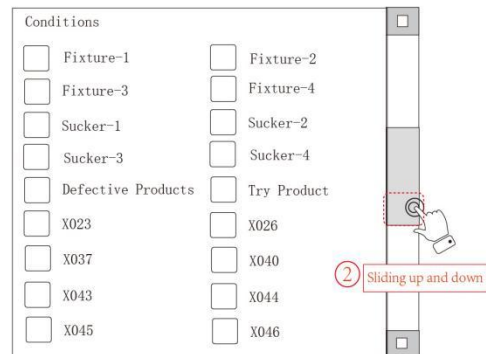 Conditions
Fixture-1 Fixture-2
Fixture-3 Fixture-4
Sucker-1 Sucker-2
Sucker-3 Sucker-4
Defective Products Try Product
X023 X026
X037 X040
2 Sliding up and down
X043 X044
X045 X046